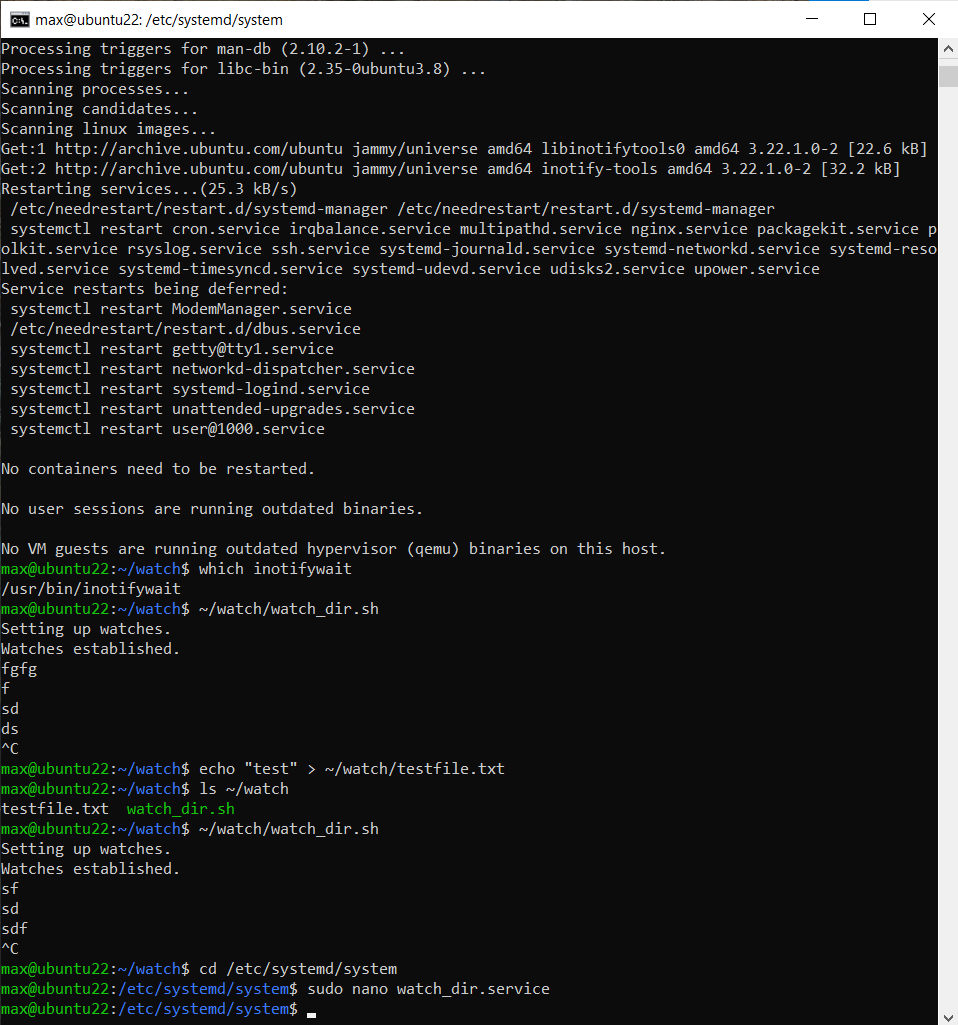 max@ubuntu22: /etc/systemd/system
Processing triggers for man-db (2.10.2-1) ...
Processing triggers for libc-bin (2.35-0ubuntu3.8) ...
Scanning processes...
Scanning candidates...
Scanning linux images...
Get:1 http://archive.ubuntu.com/ubuntu jammy/universe amd64 libinotifytools0 amd64 3.22.1.0-2 [22.6 kB]
Get:2 http://archive.ubuntu.com/ubuntu jammy/universe amd64 inotify-tools amd64 3.22.1.0-2 [32.2 kB]
Restarting services...(25.3 kB/s)
 /etc/needrestart/restart.d/systemd-manager /etc/needrestart/restart.d/systemd-manager
 systemctl restart cron.service irqbalance.service multipathd.service nginx.service packagekit.service p
olkit.service rsyslog.service ssh.service systemd-journald.service systemd-networkd.service systemd-reso
lved.service systemd-timesyncd.service systemd-udevd.service udisks2.service upower.service
Service restarts being deferred:
 systemctl restart ModemManager.service
 /etc/needrestart/restart.d/dbus.service
 systemctl restart getty@tty1.service
 systemctl restart networkd-dispatcher.service
 systemctl restart systemd-logind.service
 systemctl restart unattended-upgrades.service
 systemctl restart user@1000.service
No containers need to be restarted.
No user sessions are running outdated binaries.
No VM guests are running outdated hypervisor (qemu) binaries on this host.
max@ubuntu22:~/watch$ which inotifywait
/usr/bin/inotifywait
max@ubuntu22:~/watch$ ~/watch/watch_dir.sh
Setting up watches.
Watches established.
fgfg
f
sd
ds
^C
max@ubuntu22:~/watch$ echo "test" > ~/watch/testfile.txt
max@ubuntu22:~/watch$ ls ~/watch
testfile.txt  watch_dir.sh
max@ubuntu22:~/watch$ ~/watch/watch_dir.sh
Setting up watches.
Watches established.
sf
sd
sdf
^C
max@ubuntu22:~/watch$ cd /etc/systemd/system
max@ubuntu22:/etc/systemd/system$ sudo nano watch_dir.service
max@ubuntu22:/etc/systemd/system$